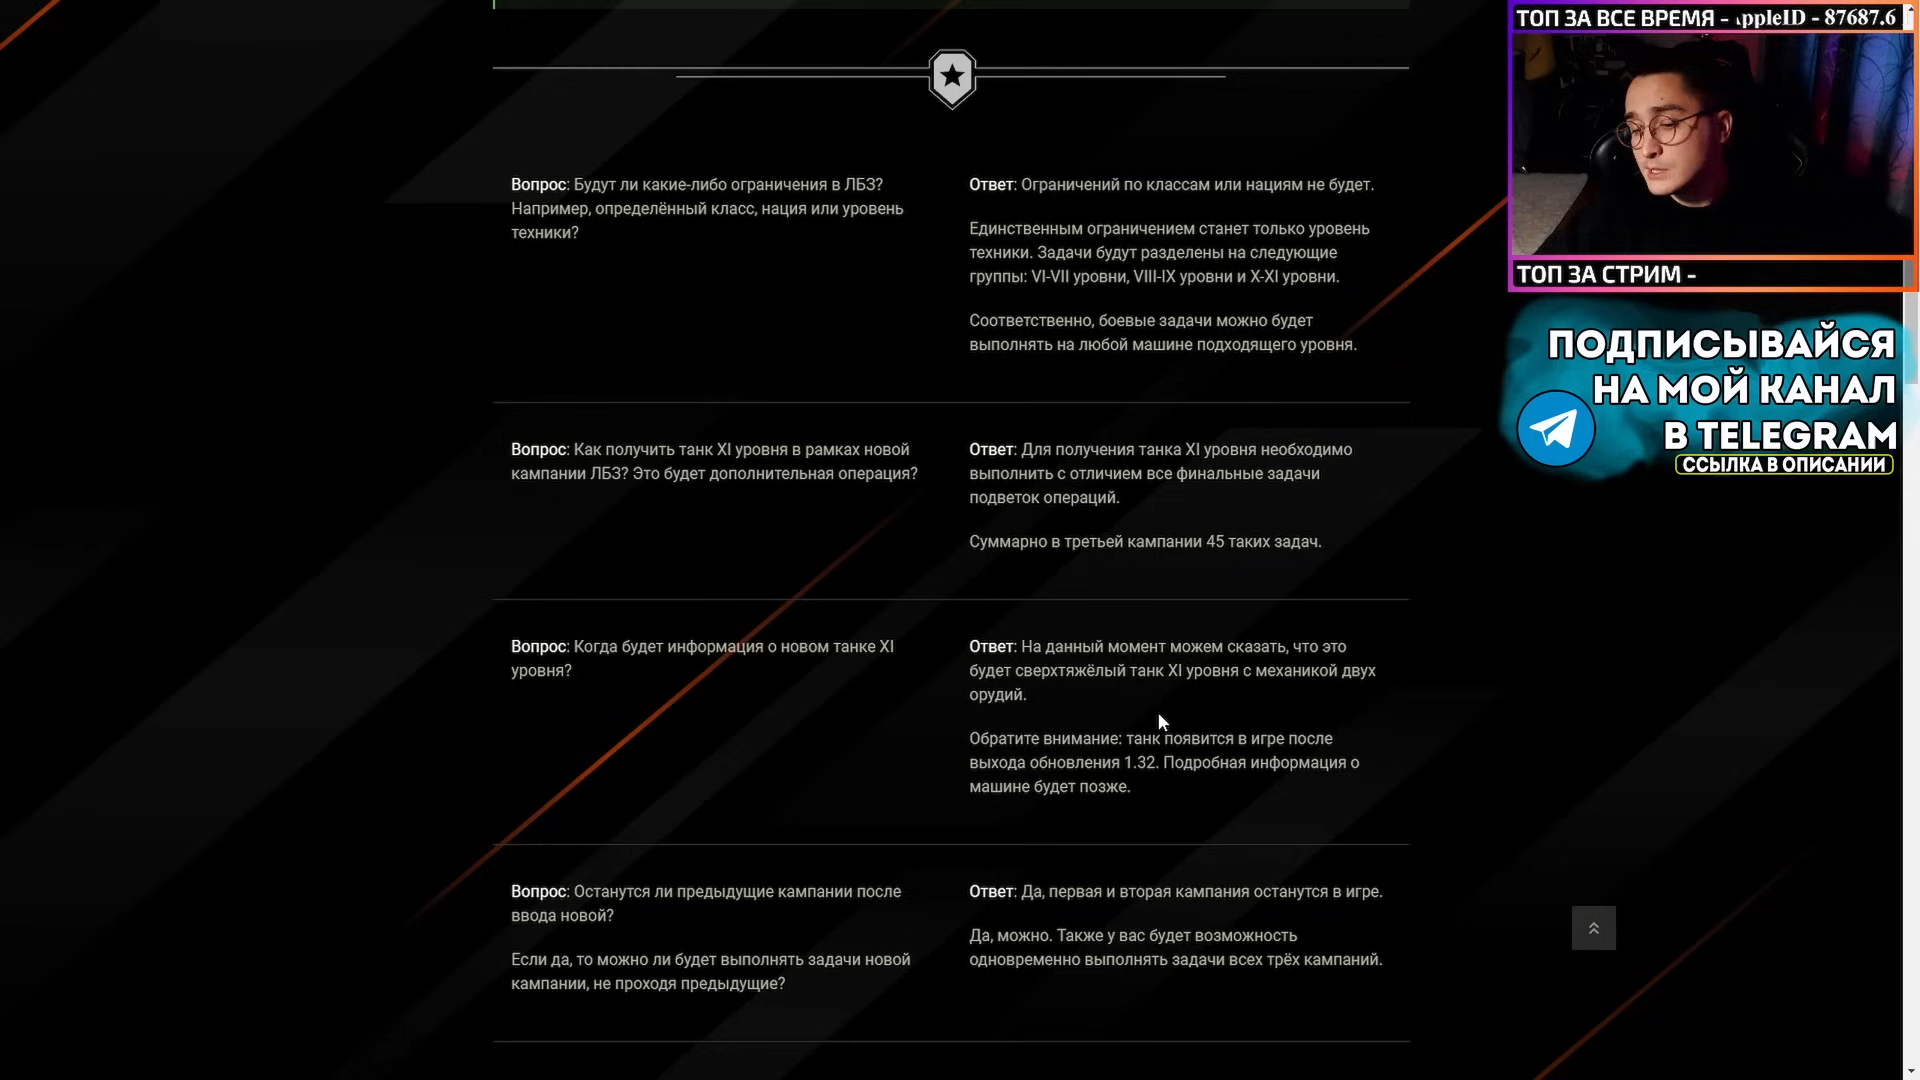 ТОП ЗА ВСЕ ВРЕМЯ - ppleID - 87687.6
ТОП ЗА СТРИМ -
ПОДПИСЫВАЙСЯ
НА МОЙ КАНАЛ
В TELEGRAM
ССЫЛКА В ОПИСАНИИ
Вопрос: Будут ли какие-либо ограничения в ЛБЗ?
Например, определённый класс, нация или уровень
техники?
Ответ: Ограничений по классам или нациям не будет.
Единственным ограничением станет только уровень
техники. Задачи будут разделены на следующие
группы: VI-VII уровни, VIII-IX уровни и X-XI уровни.
Соответственно, боевые задачи можно будет
выполнять на любой машине подходящего уровня.
Вопрос: Как получить танк XI уровня в рамках новой
кампании ЛБЗ? Это будет дополнительная операция?
Ответ: Для получения танка XI уровня необходимо
выполнить с отличием все финальные задачи
подветок операций.
Суммарно в третьей кампании 45 таких задач.
Вопрос: Когда будет информация о новом танке XI
уровня?
Ответ: На данный момент можем сказать, что это
будет сверхтяжёлый танк XI уровня с механикой двух
орудий.
Обратите внимание: танк появится в игре после
выхода обновления 1.32. Подробная информация о
машине будет позже.
Вопрос: Останутся ли предыдущие кампании после
ввода новой?
Если да, то можно ли будет выполнять задачи новой
кампании, не проходя предыдущие?
Ответ: Да, первая и вторая кампания останутся в игре.
Да, можно. Также у вас будет возможность
одновременно выполнять задачи всех трёх кампаний.